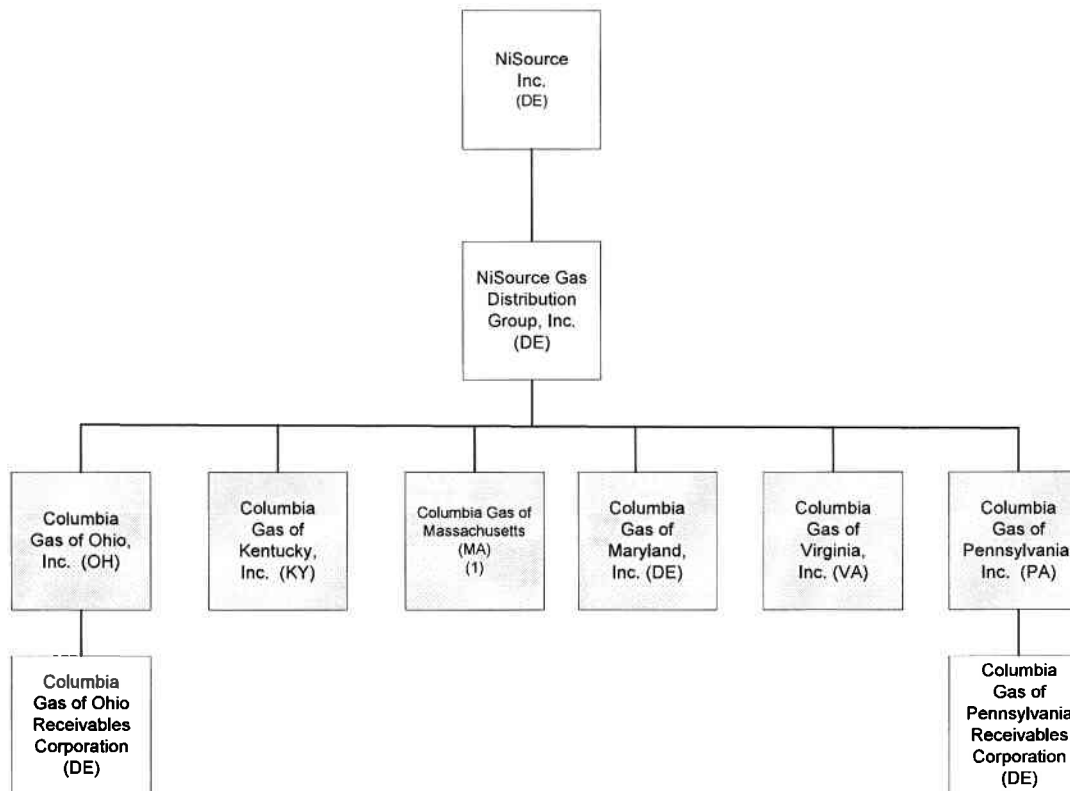 NiSource
Inc.
(DE)
NiSource Gas
Distribution
Group, Inc.
(DE)
Columbia
Gas of Ohio,
Inc. (OH)
Columbia
Gas of
Kentucky,
Inc. (KY)
Columbia Gas of
Massachusetts
(MA)
(1)
Columbia
Gas of
Maryland,
Inc. (DE)
Columbia
Gas of
Virginia,
Inc. (VA)
Columbia
Gas of
Pennsylvania
Inc. (PA)
Columbia
Gas of Ohio
Receivables
Corporation
(DE)
Columbia
Gas of
Pennsylvania
Receivables
Corporation
(DE)